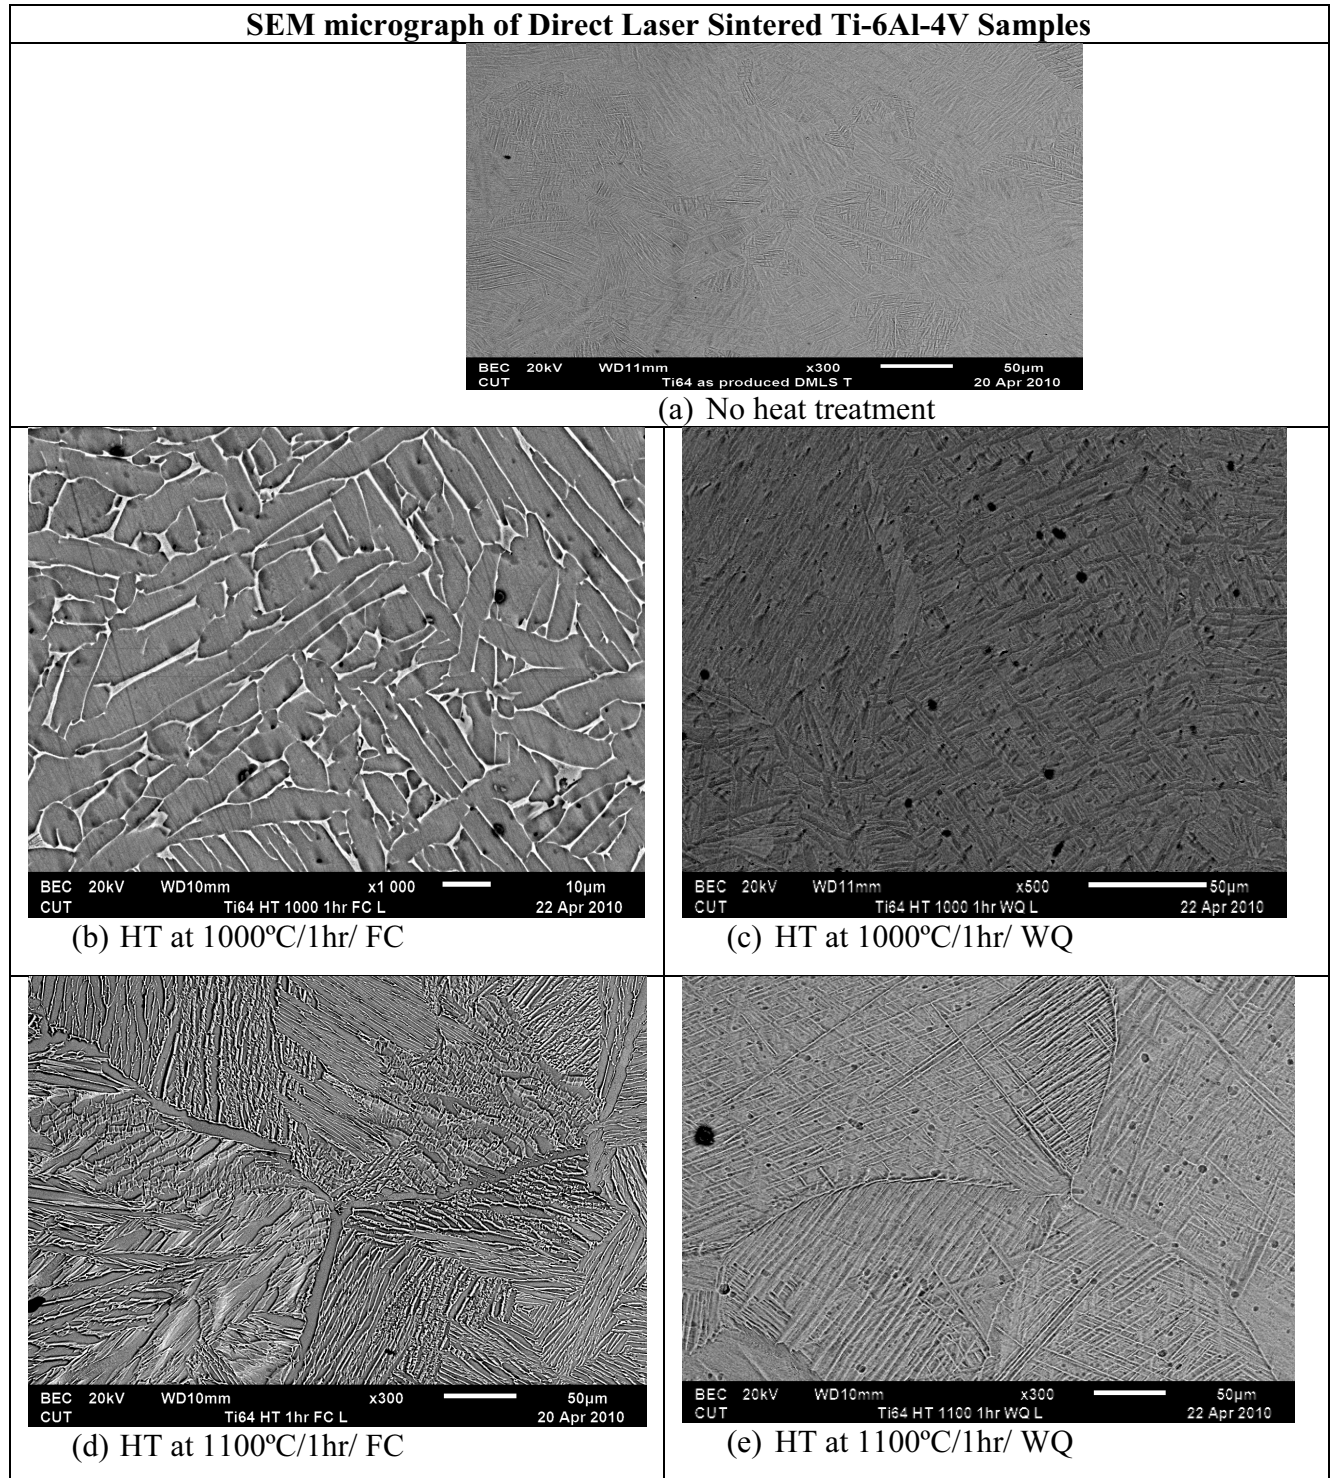 SEM micrograph of Direct Laser Sintered Ti-6Al-4V Samples
BEC 20kV WD11mm x300 50µm
CUT Ti64 as produced DMLS T 20 Apr 2010
(a) No heat treatment
BEC 20kV WD10mm x1 000 10µm
CUT Ti64 HT 1000 1hr FC L 22 Apr 2010
(b) HT at 1000ºC/1hr/ FC
BEC 20kV WD11mm x500 50µm
CUT Ti64 HT 1000 1hr WQ L 22 Apr 2010
(c) HT at 1000ºC/1hr/ WQ
BEC 20kV WD10mm x300 50µm
CUT Ti64 HT 1hr FC L 20 Apr 2010
(d) HT at 1100ºC/1hr/ FC
BEC 20kV WD10mm x300 50µm
CUT Ti64 HT 1100 1hr WQ L 22 Apr 2010
(e) HT at 1100ºC/1hr/ WQ